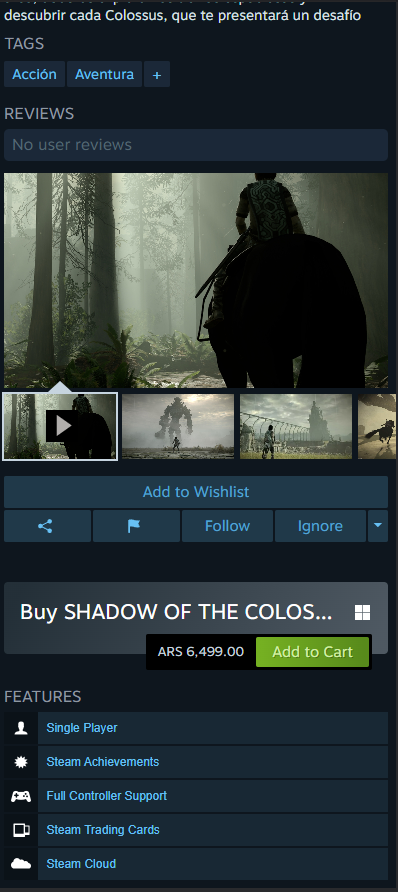 descubrir cada Colossus, que te presentará un desafío
TAGS
Acción Aventura +
REVIEWS
No user reviews
Add to Wishlist
Follow Ignore
Buy SHADOW OF THE COLOS...
ARS 6,499.00 Add to Cart
FEATURES
Single Player
Steam Achievements
Full Controller Support
Steam Trading Cards
Steam Cloud